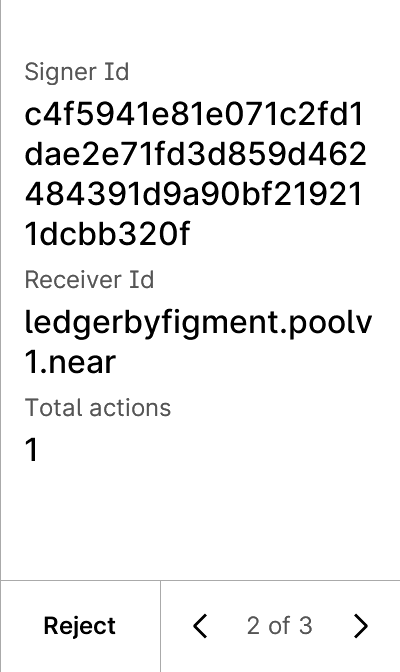 Signer Id
c4f5941e81e071c2fd1
dae2e71fd3d859d462
484391d9a90bf21921
1dcbb320f
Receiver Id
ledgerbyfigment.poolv
1.near
Total actions
1
Reject
2 of 3